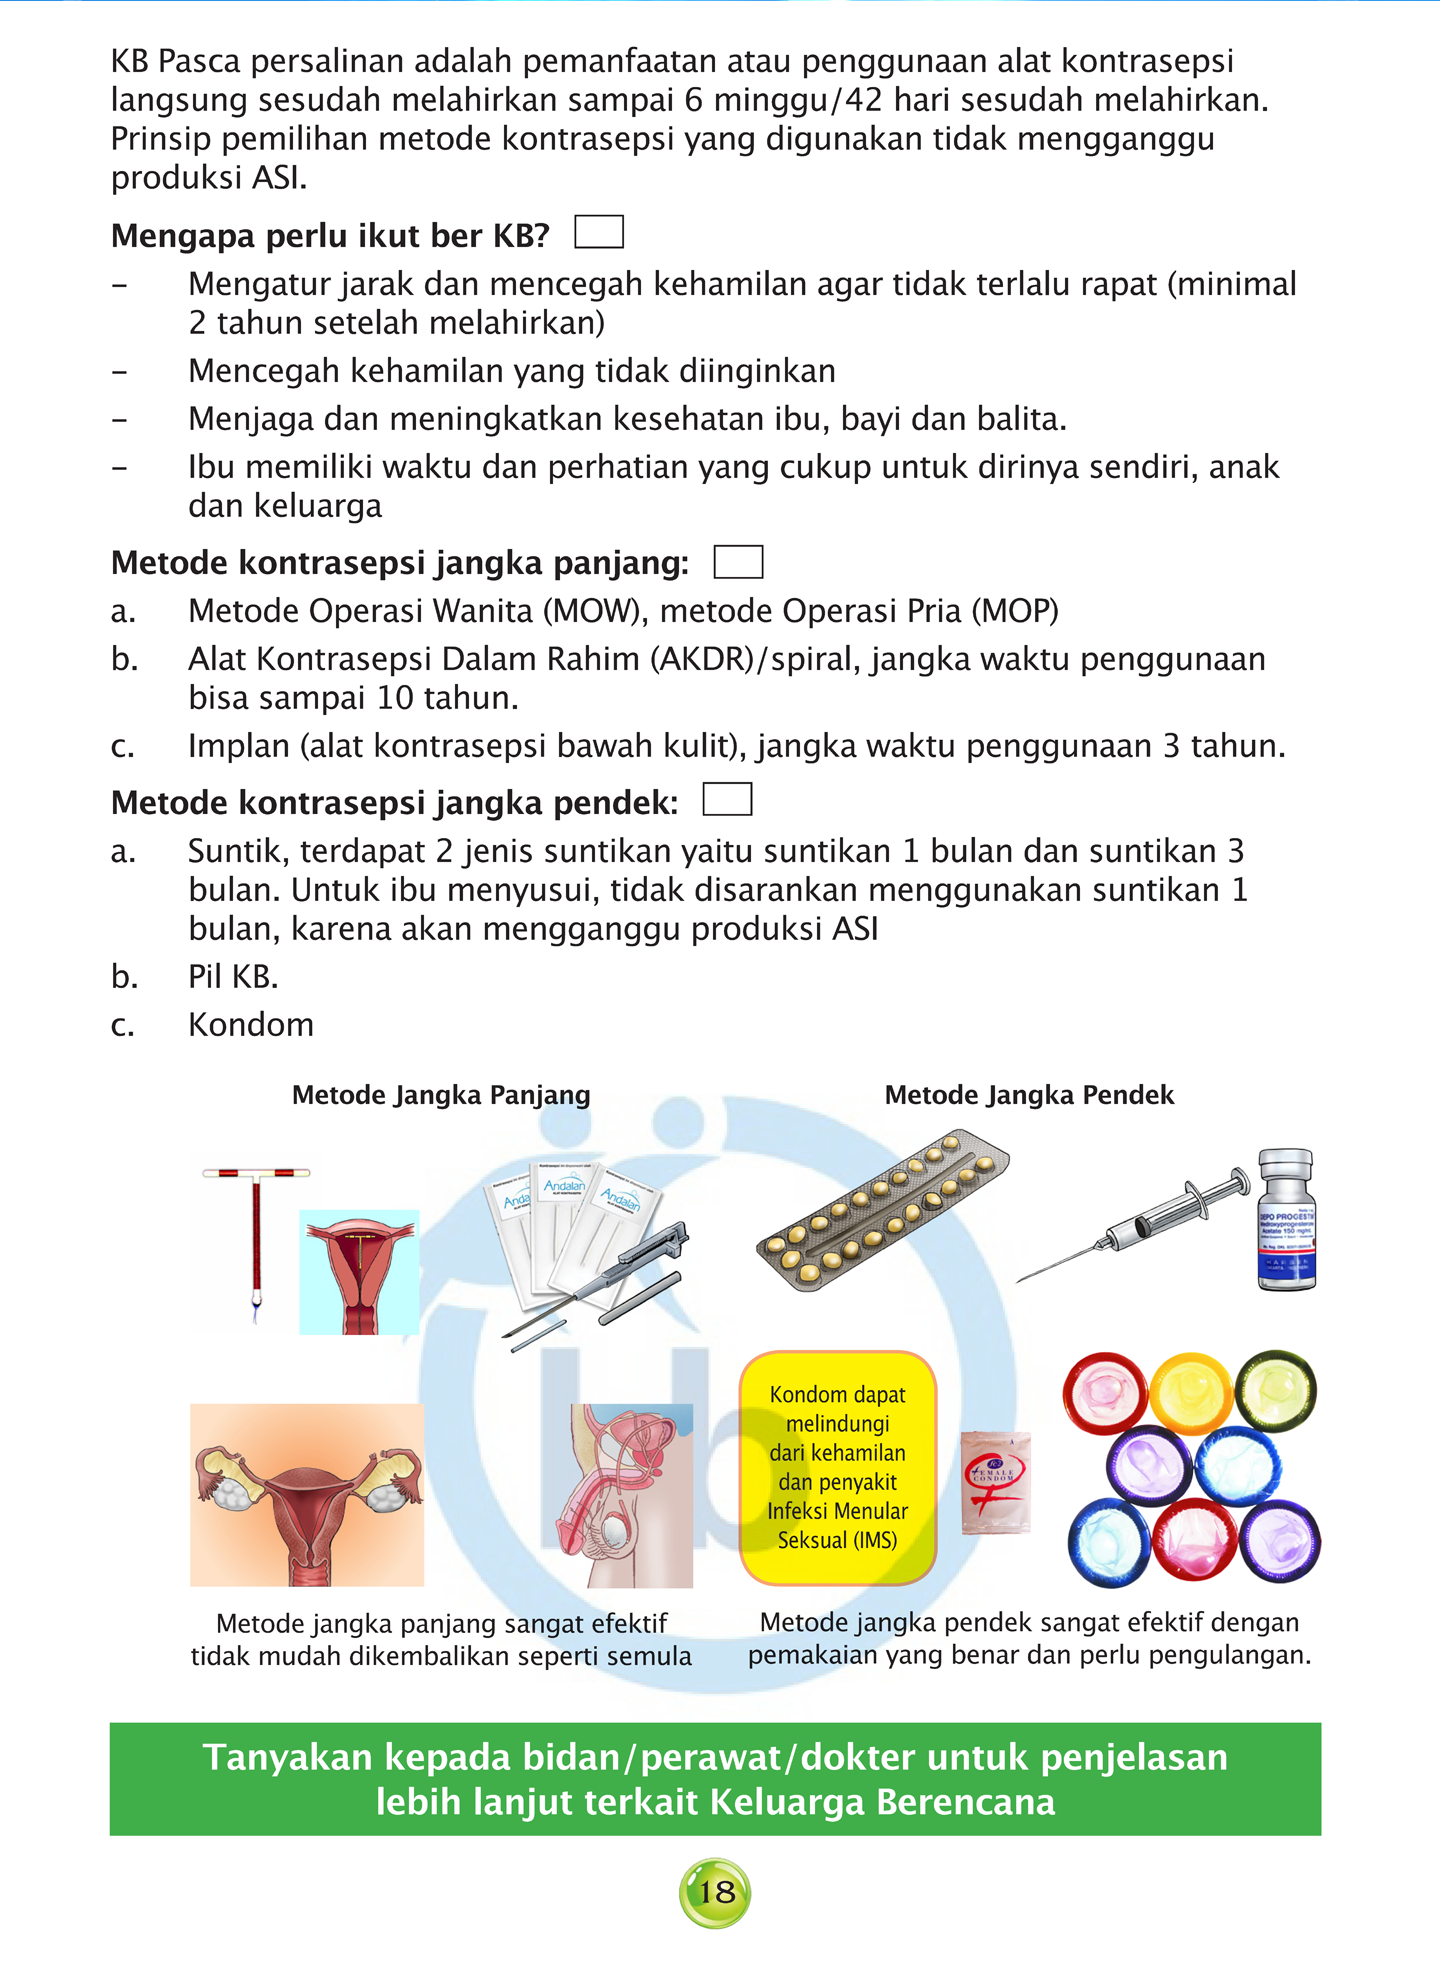 KB Pasca persalinan adalah pemanfaatan atau penggunaan alat kontrasepsi
langsung sesudah melahirkan sampai 6 minggu/42 hari sesudah melahirkan.
Prinsip pemilihan metode kontrasepsi yang digunakan tidak mengganggu
produksi ASI.
Mengapa perlu ikut ber KB?
– Mengatur jarak dan mencegah kehamilan agar tidak terlalu rapat (minimal
2 tahun setelah melahirkan)
– Mencegah kehamilan yang tidak diinginkan
– Menjaga dan meningkatkan kesehatan ibu, bayi dan balita.
– Ibu memiliki waktu dan perhatian yang cukup untuk dirinya sendiri, anak
dan keluarga
Metode kontrasepsi jangka panjang:
a. Metode Operasi Wanita (MOW), metode Operasi Pria (MOP)
b. Alat Kontrasepsi Dalam Rahim (AKDR)/spiral, jangka waktu penggunaan
bisa sampai 10 tahun.
c. Implan (alat kontrasepsi bawah kulit), jangka waktu penggunaan 3 tahun.
Metode kontrasepsi jangka pendek:
a. Suntik, terdapat 2 jenis suntikan yaitu suntikan 1 bulan dan suntikan 3
bulan. Untuk ibu menyusui, tidak disarankan menggunakan suntikan 1
bulan, karena akan mengganggu produksi ASI
b. Pil KB.
c. Kondom
Metode Jangka Panjang
Andalan
Andalan
Metode Jangka Pendek
DEPO PROGESTIN
Medroxyprogesterone
Acetate 150 mg/mL
Kondom dapat
melindungi
dari kehamilan
dan penyakit
Infeksi Menular
Seksual (IMS)
FEMALE
CONDOM
Metode jangka panjang sangat efektif
tidak mudah dikembalikan seperti semula
Metode jangka pendek sangat efektif dengan
pemakaian yang benar dan perlu pengulangan.
Tanyakan kepada bidan/perawat/dokter untuk penjelasan
lebih lanjut terkait Keluarga Berencana
18